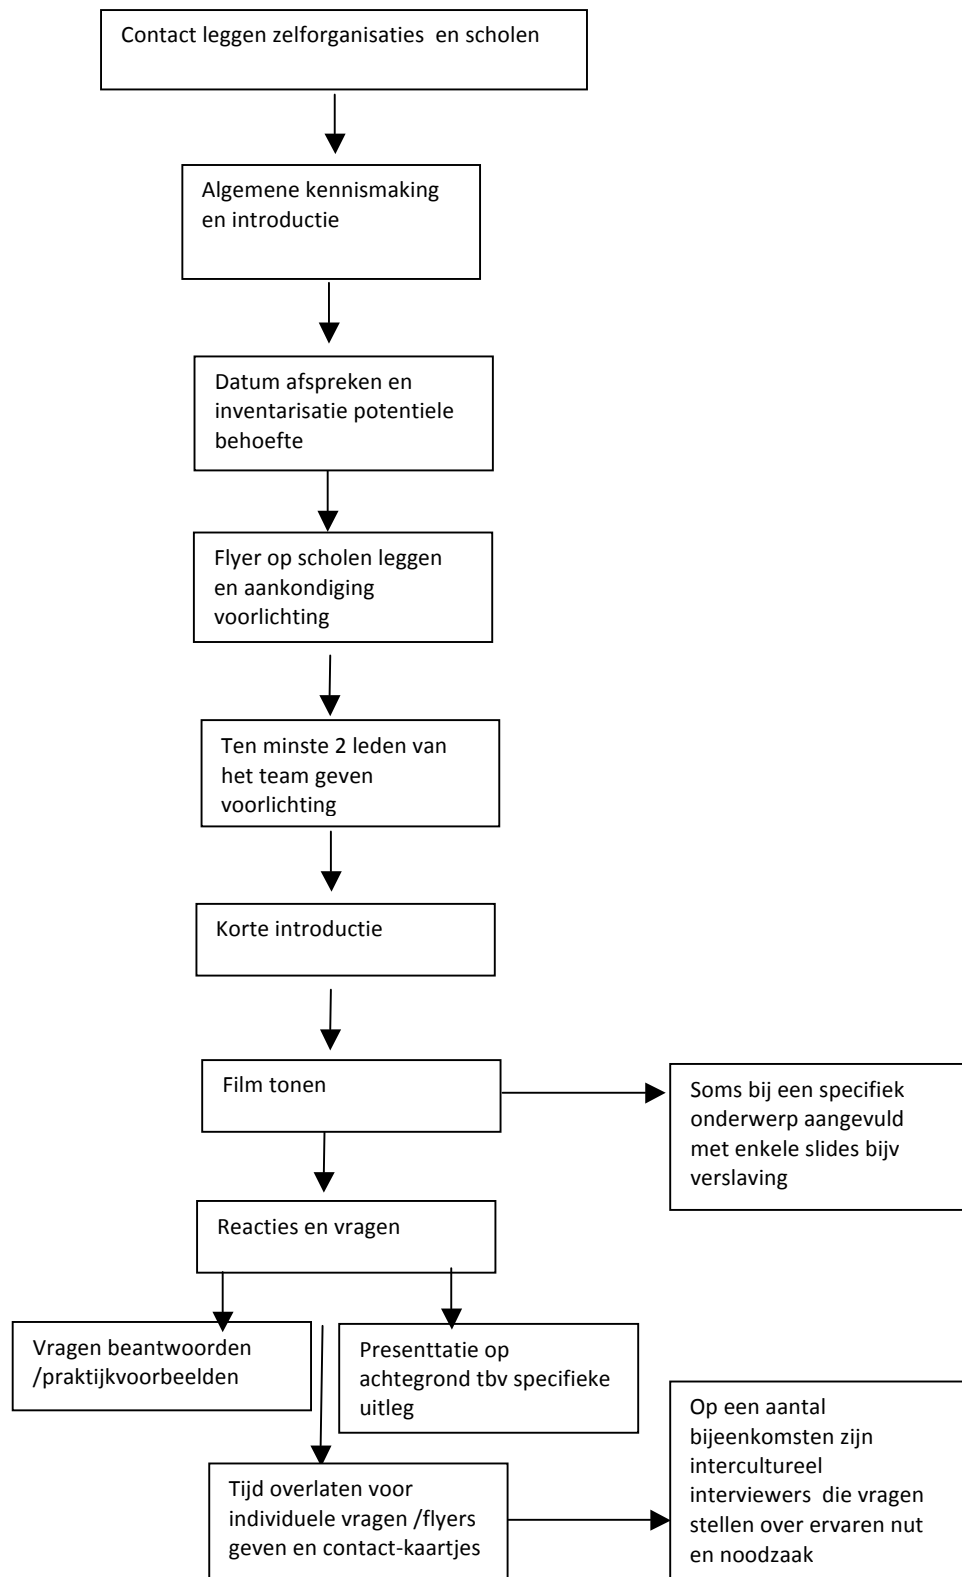 Contact leggen zelforganisaties  en scholen
Algemene kennismaking
en introductie
Datum afspreken en
inventarisatie potentiele
behoefte
Flyer op scholen leggen
en aankondiging
voorlichting
Ten minste 2 leden van
het team geven
voorlichting
Korte introductie
Film tonen
Soms bij een specifiek
onderwerp aangevuld
met enkele slides bijv
verslaving
Reacties en vragen
Vragen beantwoorden
/praktijkvoorbeelden
Presenttatie op
achtegrond tbv specifieke
uitleg
Tijd overlaten voor
individuele vragen /flyers
geven en contact-kaartjes
Op een aantal
bijeenkomsten zijn
intercultureel
interviewers  die vragen
stellen over ervaren nut
en noodzaak